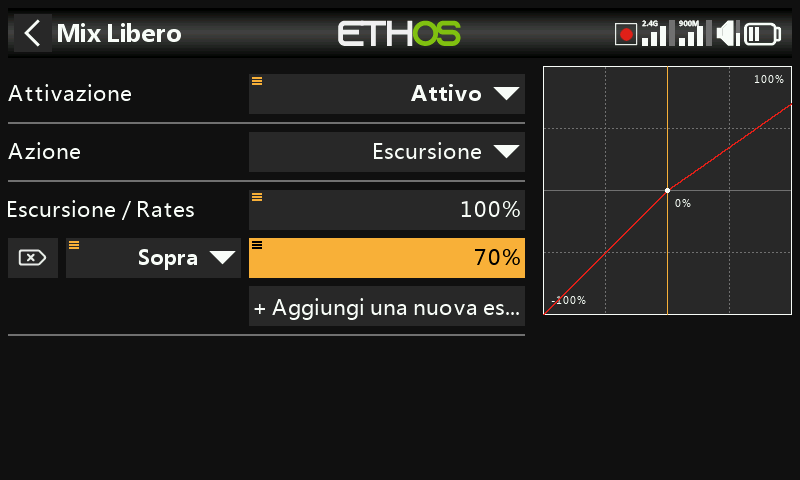 Mix Libero
ETHOS
2.4G
900M
Attivazione
Attivo
Azione
Escursione
Escursione / Rates
100%
Sopra
70%
+ Aggiungi una nuova es...
100%
0%
-100%